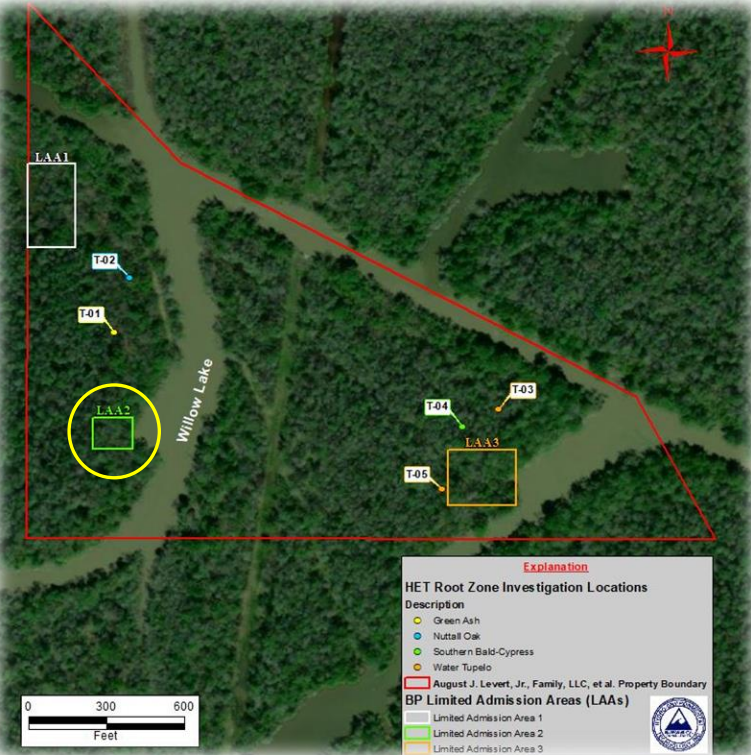 N
LAA1
T-02
T-01
LAA2
Willow Lake
T-03
T-04
LAA3
T-05
Explanation
HET Root Zone Investigation Locations
Description
Green Ash
Nuttall Oak
Southern Bald-Cypress
Water Tupelo
August J. Levert, Jr., Family, LLC, et al. Property Boundary
BP Limited Admission Areas (LAAs)
Limited Admission Area 1
Limited Admission Area 2
Limited Admission Area 3
0 300 600
Feet